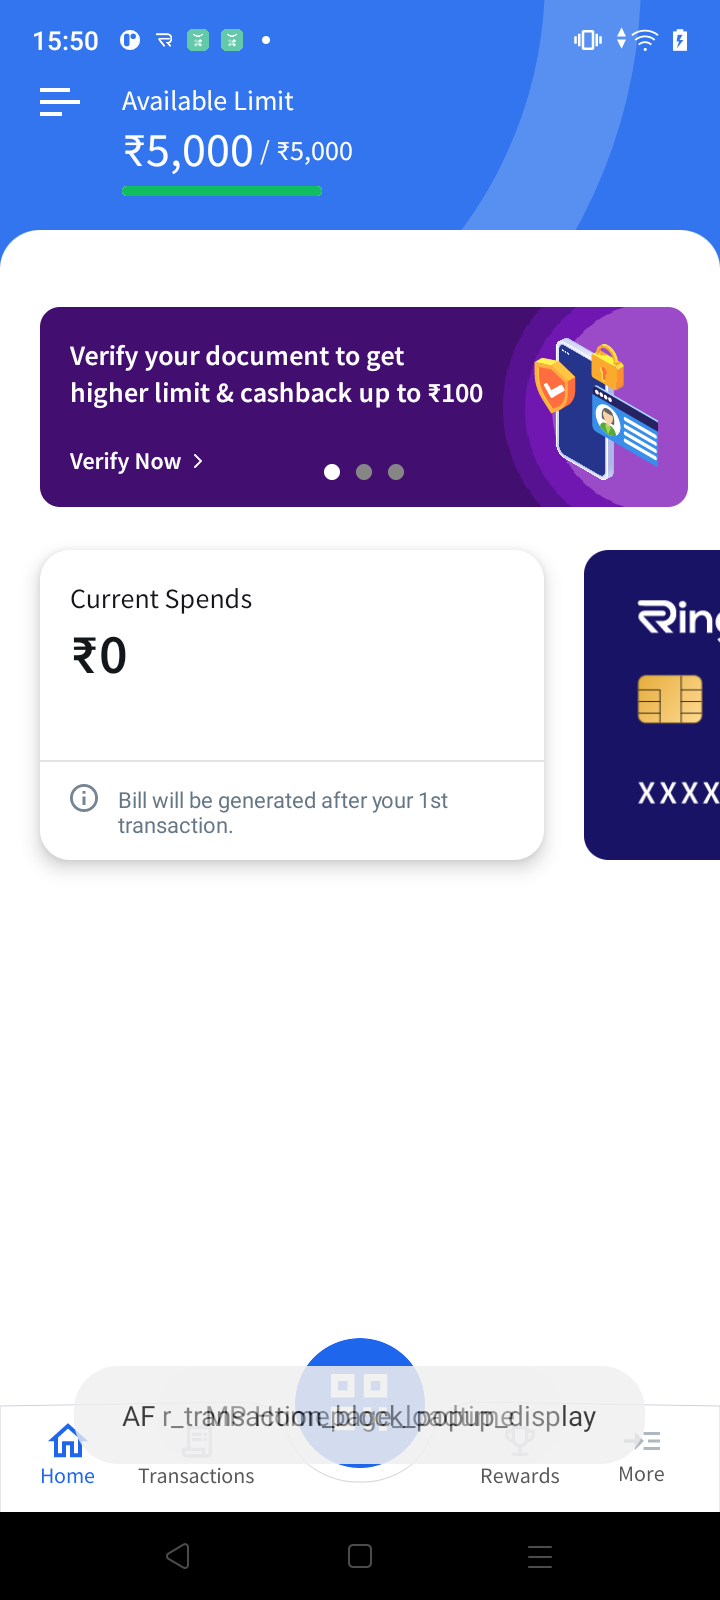 15:50
Available Limit
₹5,000 / ₹5,000
Verify your document to get
higher limit & cashback up to ₹100
Verify Now
Current Spends
₹0
Bill will be generated after your 1st
transaction.
XXXX
AF r_transaction_block_popup_display
Home
Transactions
Rewards
More